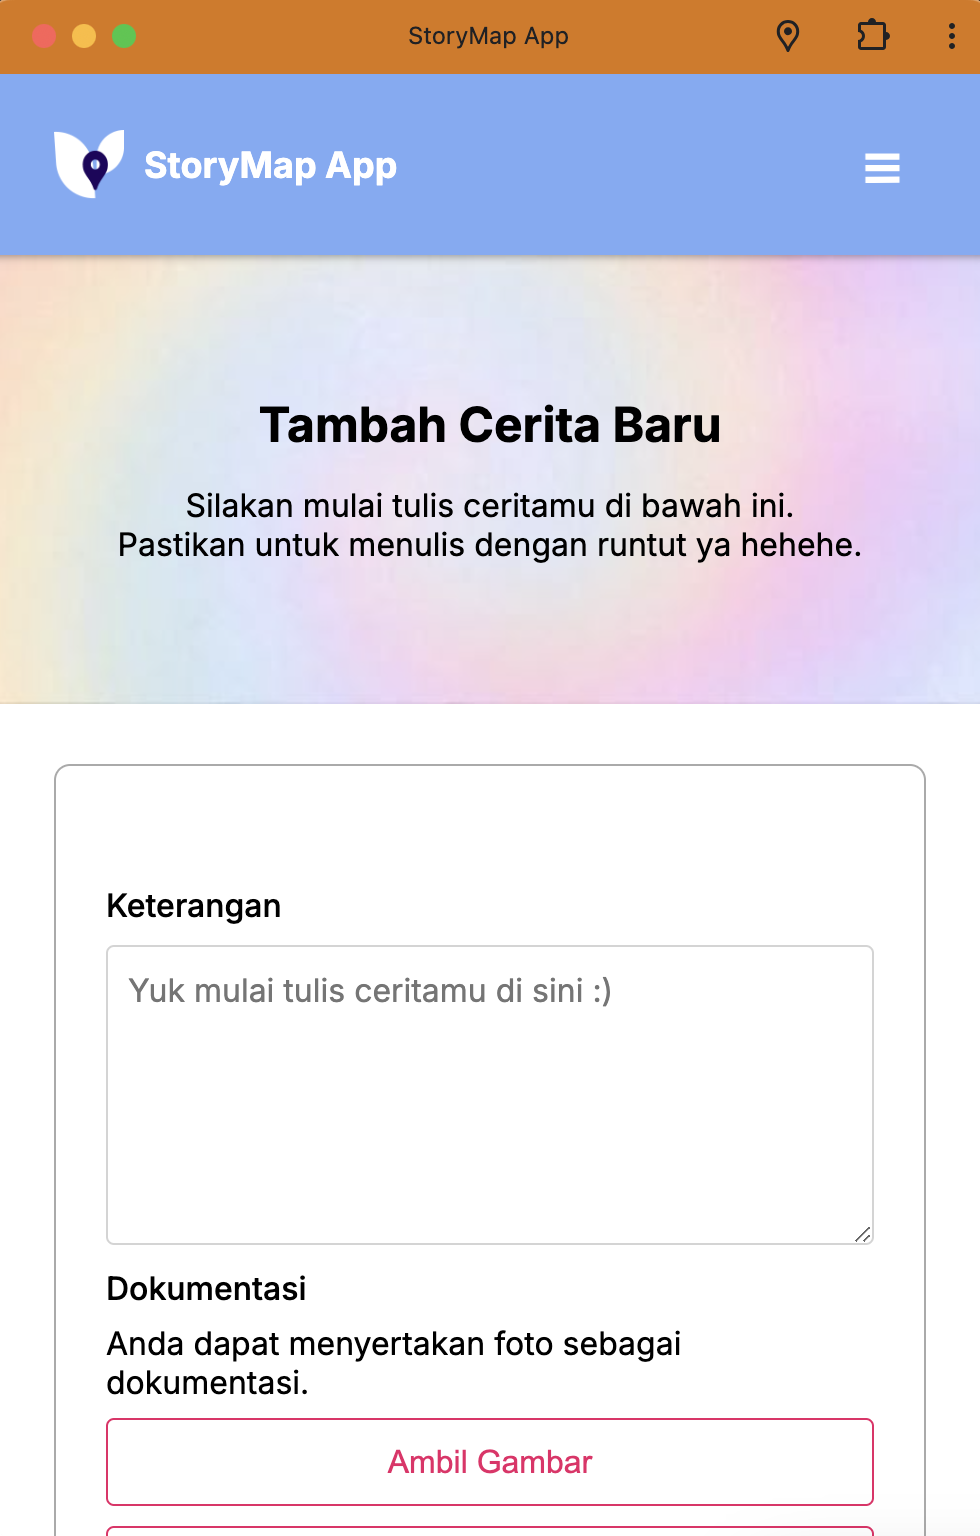 StoryMap App
StoryMap App
Tambah Cerita Baru
Silakan mulai tulis ceritamu di bawah ini.
Pastikan untuk menulis dengan runtut ya hehehe.
Keterangan
Yuk mulai tulis ceritamu di sini :)
Dokumentasi
Anda dapat menyertakan foto sebagai
dokumentasi.
Ambil Gambar